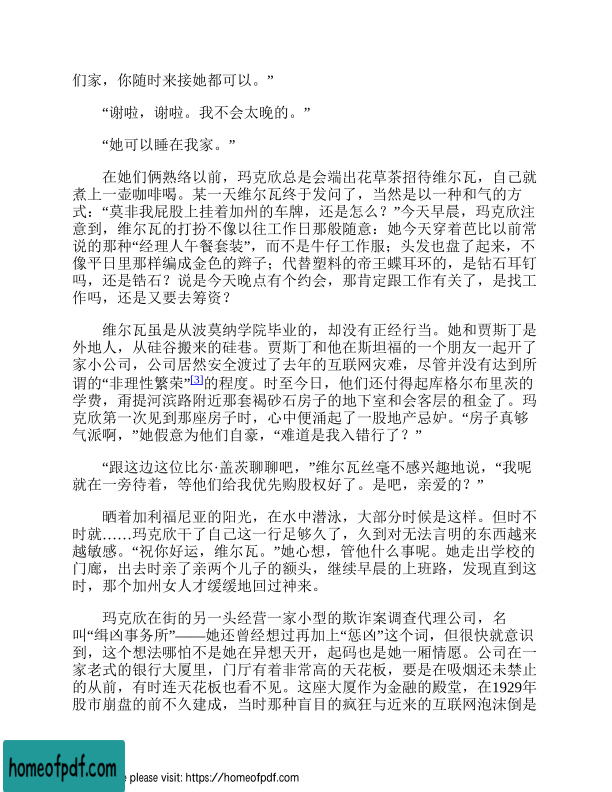 们家，你随时来接她都可以。”
“谢啦，谢啦。我不会太晚的。”
“她可以睡在我家。”
在她们俩熟络以前，玛克欣总是会端出花草茶招待维尔瓦，自己就
煮上一壶咖啡喝。某一天维尔瓦终于发问了，当然是以一种和气的方
式：“莫非我屁股上挂着加州的车牌，还是怎么？”今天早晨，玛克欣注
意到，维尔瓦的打扮不像以往工作日那般随意：她今天穿着芭比以前常
说的那种“经理人午餐套装”，而不是牛仔工作服；头发也盘了起来，不
像平日里那样编成金色的辫子；代替塑料的帝王蝶耳环的，是钻石耳钉
吗，还是锆石？说是今天晚点有个约会，那肯定跟工作有关了，是找工
作吗，还是又要去筹资？
维尔瓦虽是从波莫纳学院毕业的，却没有正经行当。她和贾斯丁是
外地人，从硅谷搬来的硅巷。贾斯丁和他在斯坦福的一个朋友一起开了
家小公司，公司居然安全渡过了去年的互联网灾难，尽管并没有达到所
谓的“非理性繁荣”[3]的程度。时至今日，他们还付得起库格尔布里茨的
学费，甭提河滨路附近那套褐砂石房子的地下室和会客层的租金了。玛
克欣第一次见到那座房子时，心中便涌起了一股地产忌妒。“房子真够
气派啊，”她假意为他们自豪，“难道是我入错行了？”
“跟这边这位比尔·盖茨聊聊吧，”维尔瓦丝毫不感兴趣地说，“我呢
就在一旁待着，等他们给我优先购股权好了。是吧，亲爱的？”
晒着加利福尼亚的阳光，在水中潜泳，大部分时候是这样。但时不
时就……玛克欣干了自己这一行足够久了，久到对无法言明的东西越来
越敏感。“祝你好运，维尔瓦。”她心想，管他什么事呢。她走出学校的
门廊，出去时亲了亲两个儿子的额头，继续早晨的上班路，发现直到这
时，那个加州女人才缓缓地回过神来。
玛克欣在街的另一头经营一家小型的欺诈案调查代理公司，名
叫“缉凶事务所”——她还曾经想过再加上“惩凶”这个词，但很快就意识
到，这个想法哪怕不是她在异想天开，起码也是她一厢情愿。公司在一
家老式的银行大厦里，门厅有着非常高的天花板，要是在吸烟还未禁止
的从前，有时连天花板也看不见。这座大厦作为金融的殿堂，在1929年
股市崩盘的前不久建成，当时那种盲目的疯狂与近来的互联网泡沫倒是
homeofpdf.com
e please visit: https://homeofpdf.com